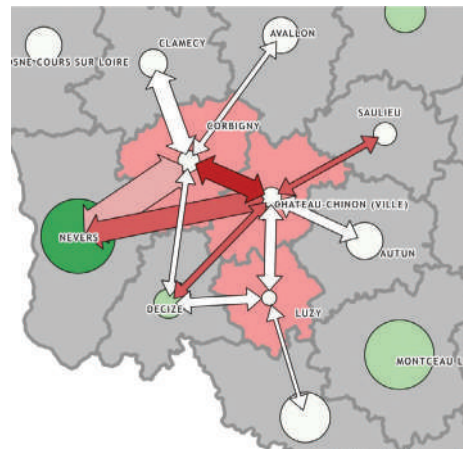 AVALLON
CLAMECY
OSNE COURS SUR LOIRE
SAULIEU
CORBIGNY
CHATEAU-CHINON (VILLE)
NEVERS
AUTUN
DECIZE
LUZY
MONTCEAU L